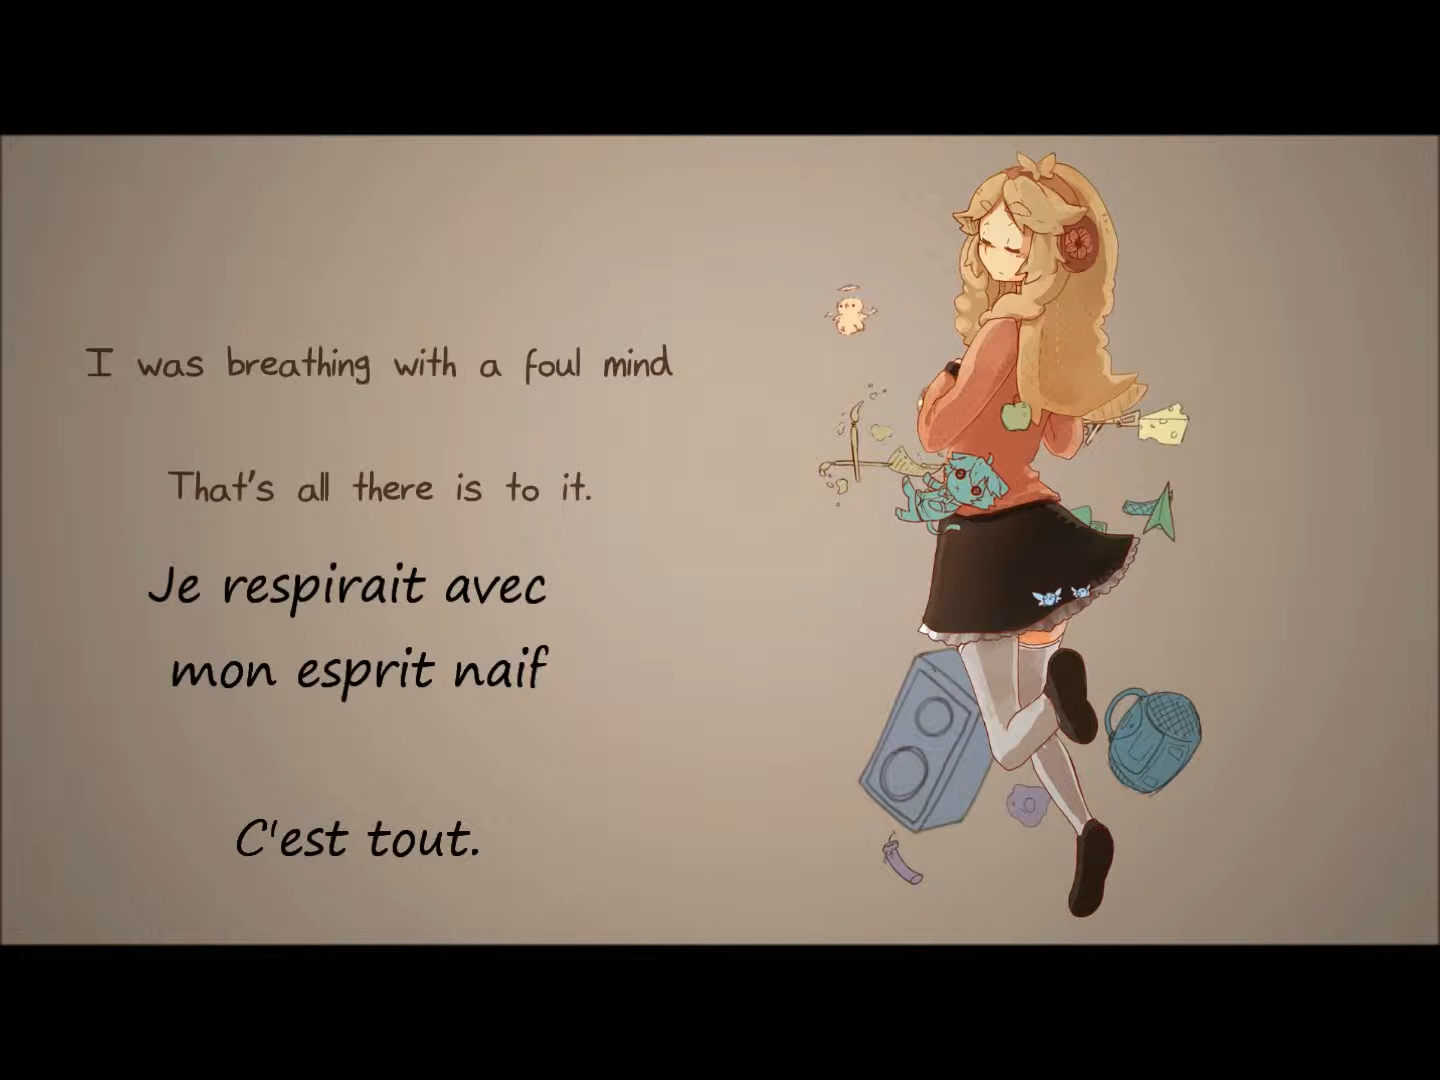 I was breathing with a foul mind
That's all there is to it.
Je respirait avec
mon esprit naif
C'est tout.